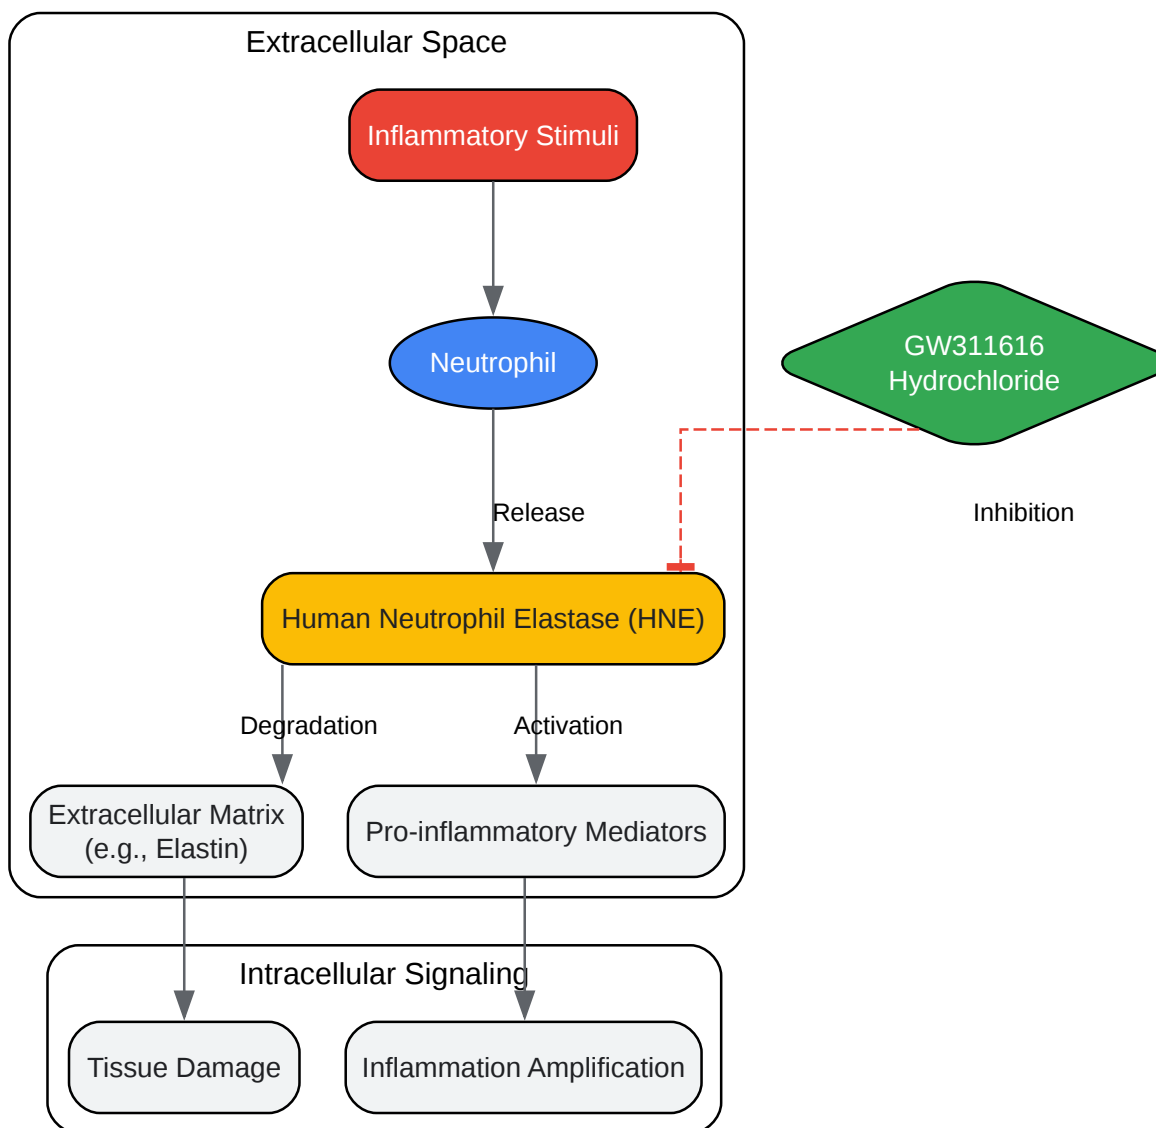 Extracellular Space
Inflammatory Stimuli
Neutrophil
GW311616
Hydrochloride
Release
Inhibition
Human Neutrophil Elastase (HNE)
Degradation
Activation
Extracellular Matrix
(e.g., Elastin)
Pro-inflammatory Mediators
Intracellular Signaling
Tissue Damage
Inflammation Amplification